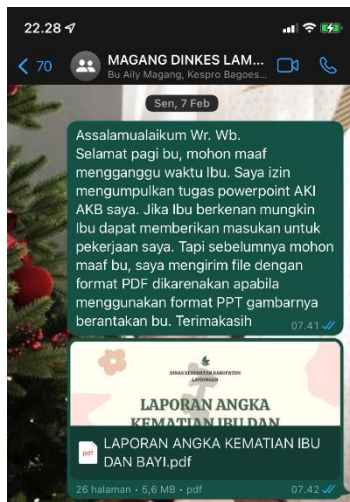 22.28
70
MAGANG DINKES LAM...
Bu Aily Magang, Kespro Bagoes...
Sen, 7 Feb
Assalamualaikum Wr. Wb.
Selamat pagi bu, mohon maaf
mengganggu waktu Ibu. Saya izin
mengumpulkan tugas powerpoint AKI
AKB saya. Jika Ibu berkenan mungkin
Ibu dapat memberikan masukan untuk
pekerjaan saya. Tapi sebelumnya mohon
maaf bu, saya mengirim file dengan
format PDF dikarenakan apabila
menggunakan format PPT gambarnya
berantakan bu. Terimakasih
07.41
DINAS KESEHATAN KABUPATEN
LAMONGAN
LAPORAN ANGKA
KEMATIAN IBU DAN
pdf
LAPORAN ANGKA KEMATIAN IBU
DAN BAYI.pdf
26 halaman • 5,6 MB • pdf
07.42